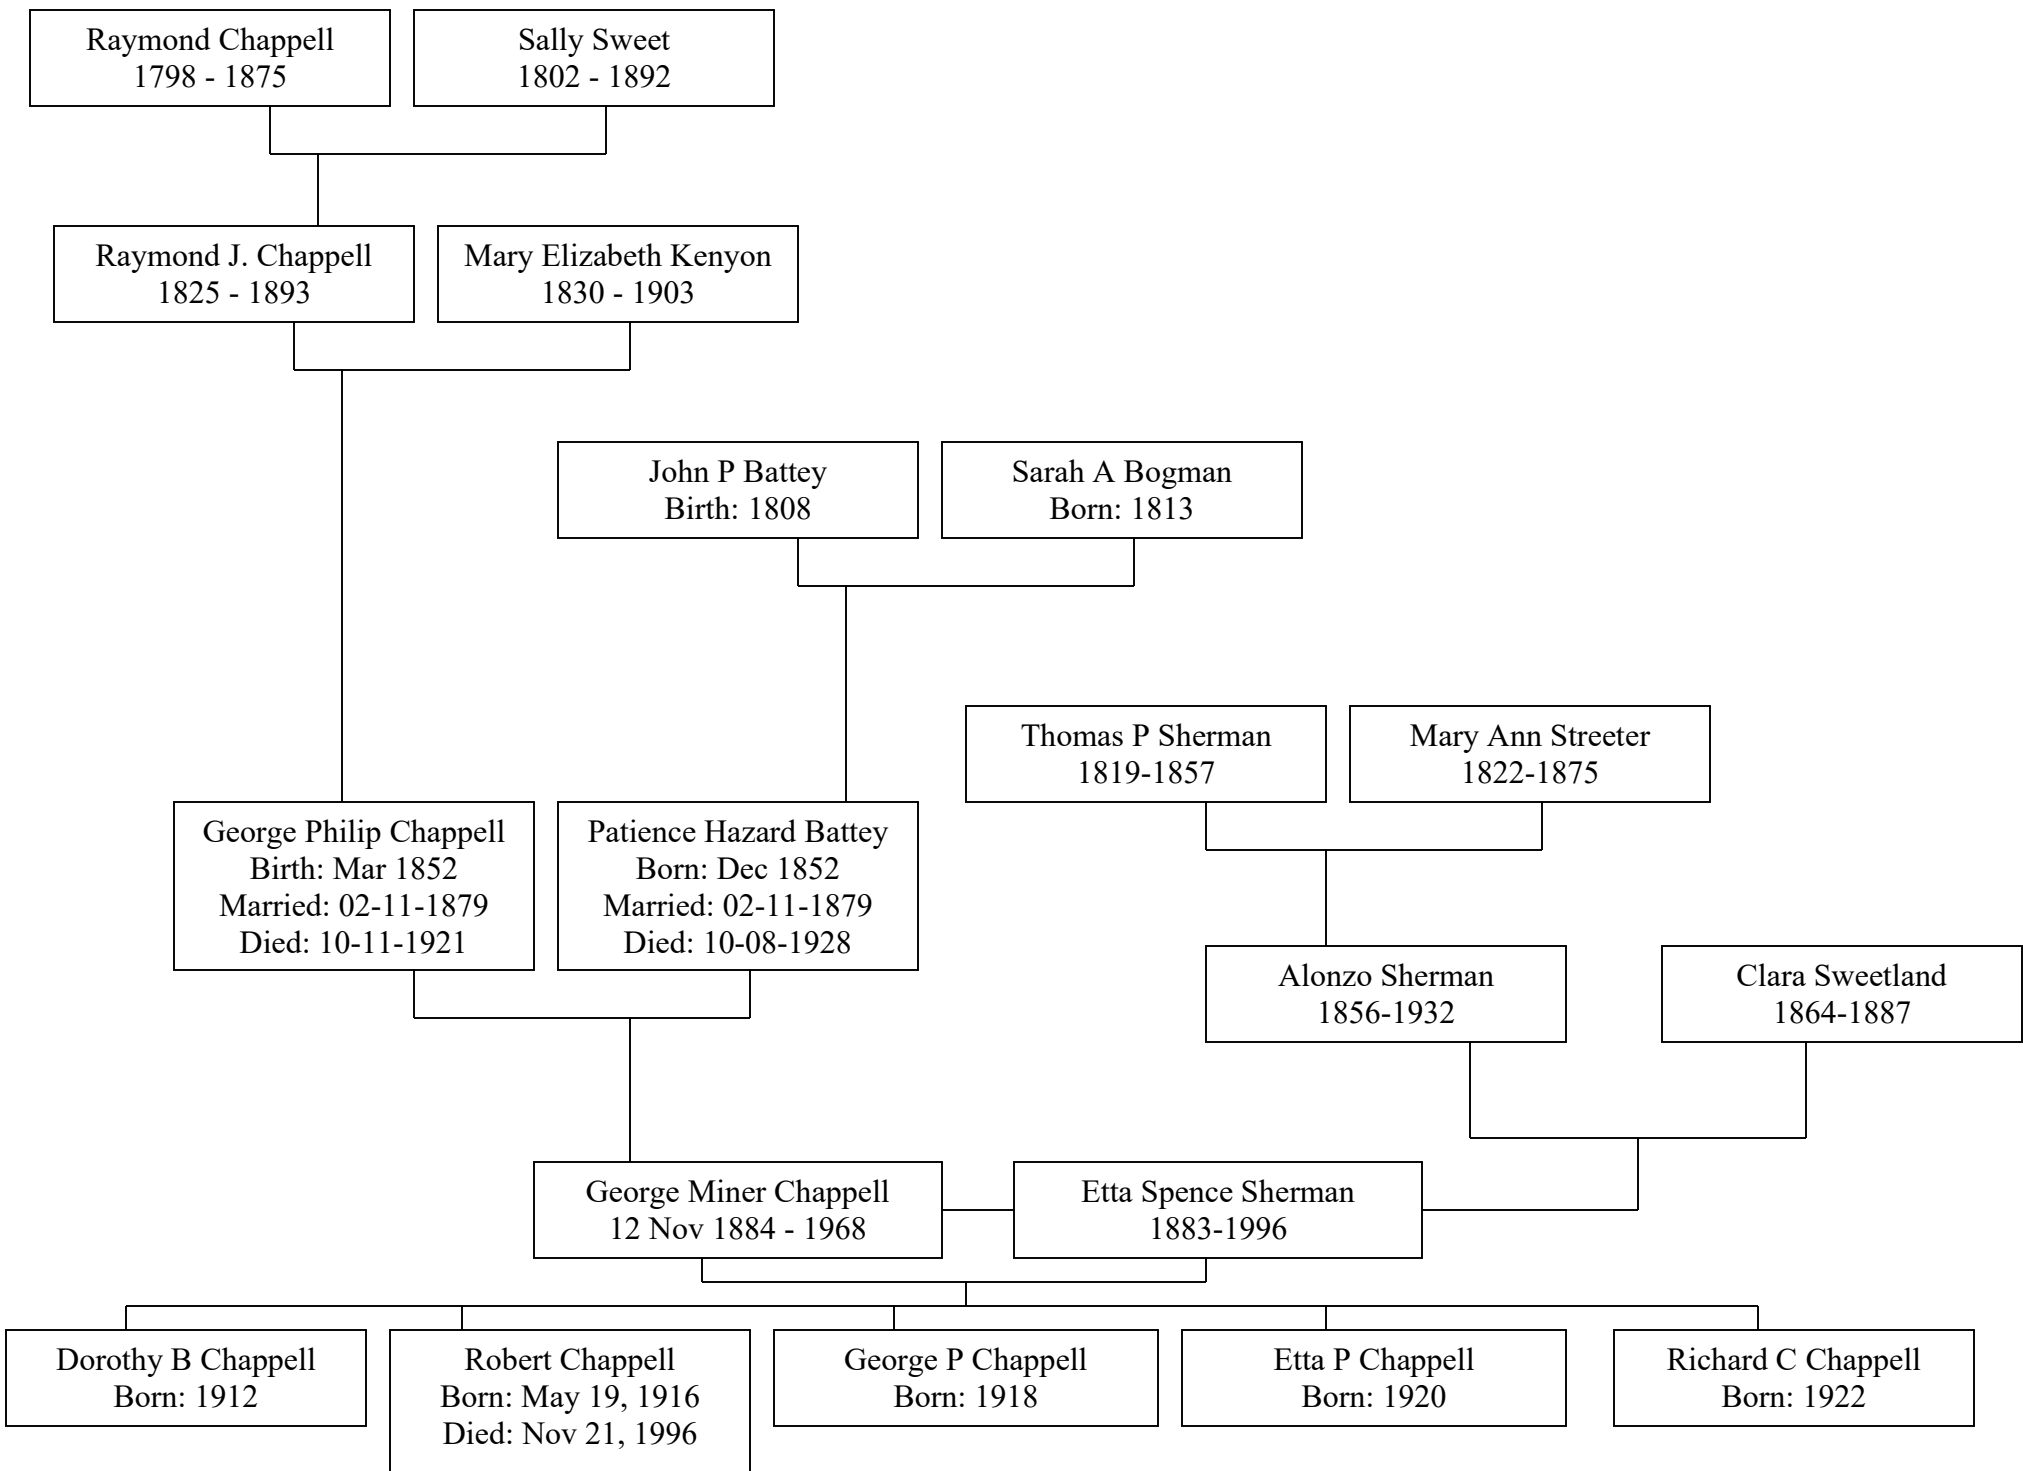 Raymond Chappell
1798 - 1875
Sally Sweet
1802 - 1892
Raymond J. Chappell
1825 - 1893
Mary Elizabeth Kenyon
1830 - 1903
John P Battey
Birth: 1808
Sarah A Bogman
Born: 1813
Thomas P Sherman
1819-1857
Mary Ann Streeter
1822-1875
George Philip Chappell
Birth: Mar 1852
Married: 02-11-1879
Died: 10-11-1921
Patience Hazard Battey
Born: Dec 1852
Married: 02-11-1879
Died: 10-08-1928
Alonzo Sherman
1856-1932
Clara Sweetland
1864-1887
George Miner Chappell
12 Nov 1884 - 1968
Etta Spence Sherman
1883-1996
Dorothy B Chappell
Born: 1912
Robert Chappell
Born: May 19, 1916
Died: Nov 21, 1996
George P Chappell
Born: 1918
Etta P Chappell
Born: 1920
Richard C Chappell
Born: 1922